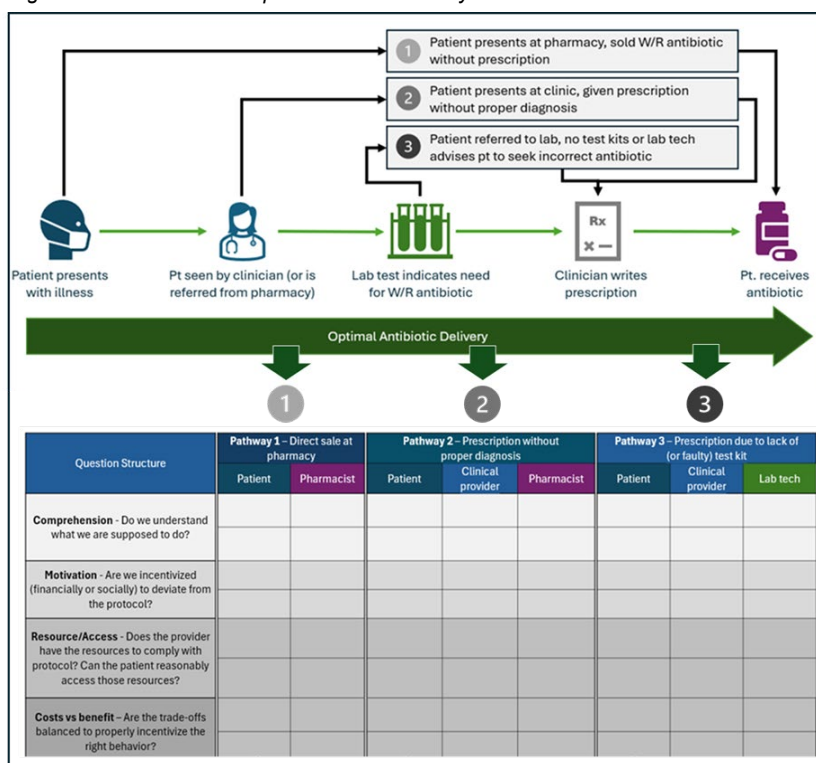 1
Patient presents at pharmacy, sold W/R antibiotic
without prescription
2
Patient presents at clinic, given prescription
without proper diagnosis
3
Patient referred to lab, no test kits or lab tech
advises pt to seek incorrect antibiotic
Rx
Patient presents
with illness
Pt seen by clinician (or is
referred from pharmacy)
Lab test indicates need
for W/R antibiotic
Clinician writes
prescription
Pt. receives
antibiotic
Optimal Antibiotic Delivery
1
2
3
Question Structure
Pathway 1 – Direct sale at
pharmacy
Pathway 2 – Prescription without
proper diagnosis
Pathway 3 – Prescription due to lack of
(or faulty) test kit
Patient
Pharmacist
Patient
Clinical
provider
Pharmacist
Patient
Clinical
provider
Lab tech
Comprehension - Do we understand
what we are supposed to do?
Motivation - Are we incentivized
(financially or socially) to deviate from
the protocol?
Resource/Access - Does the provider
have the resources to comply with
protocol? Can the patient reasonably
access those resources?
Costs vs benefit – Are the trade-offs
balanced to properly incentivize the
right behavior?